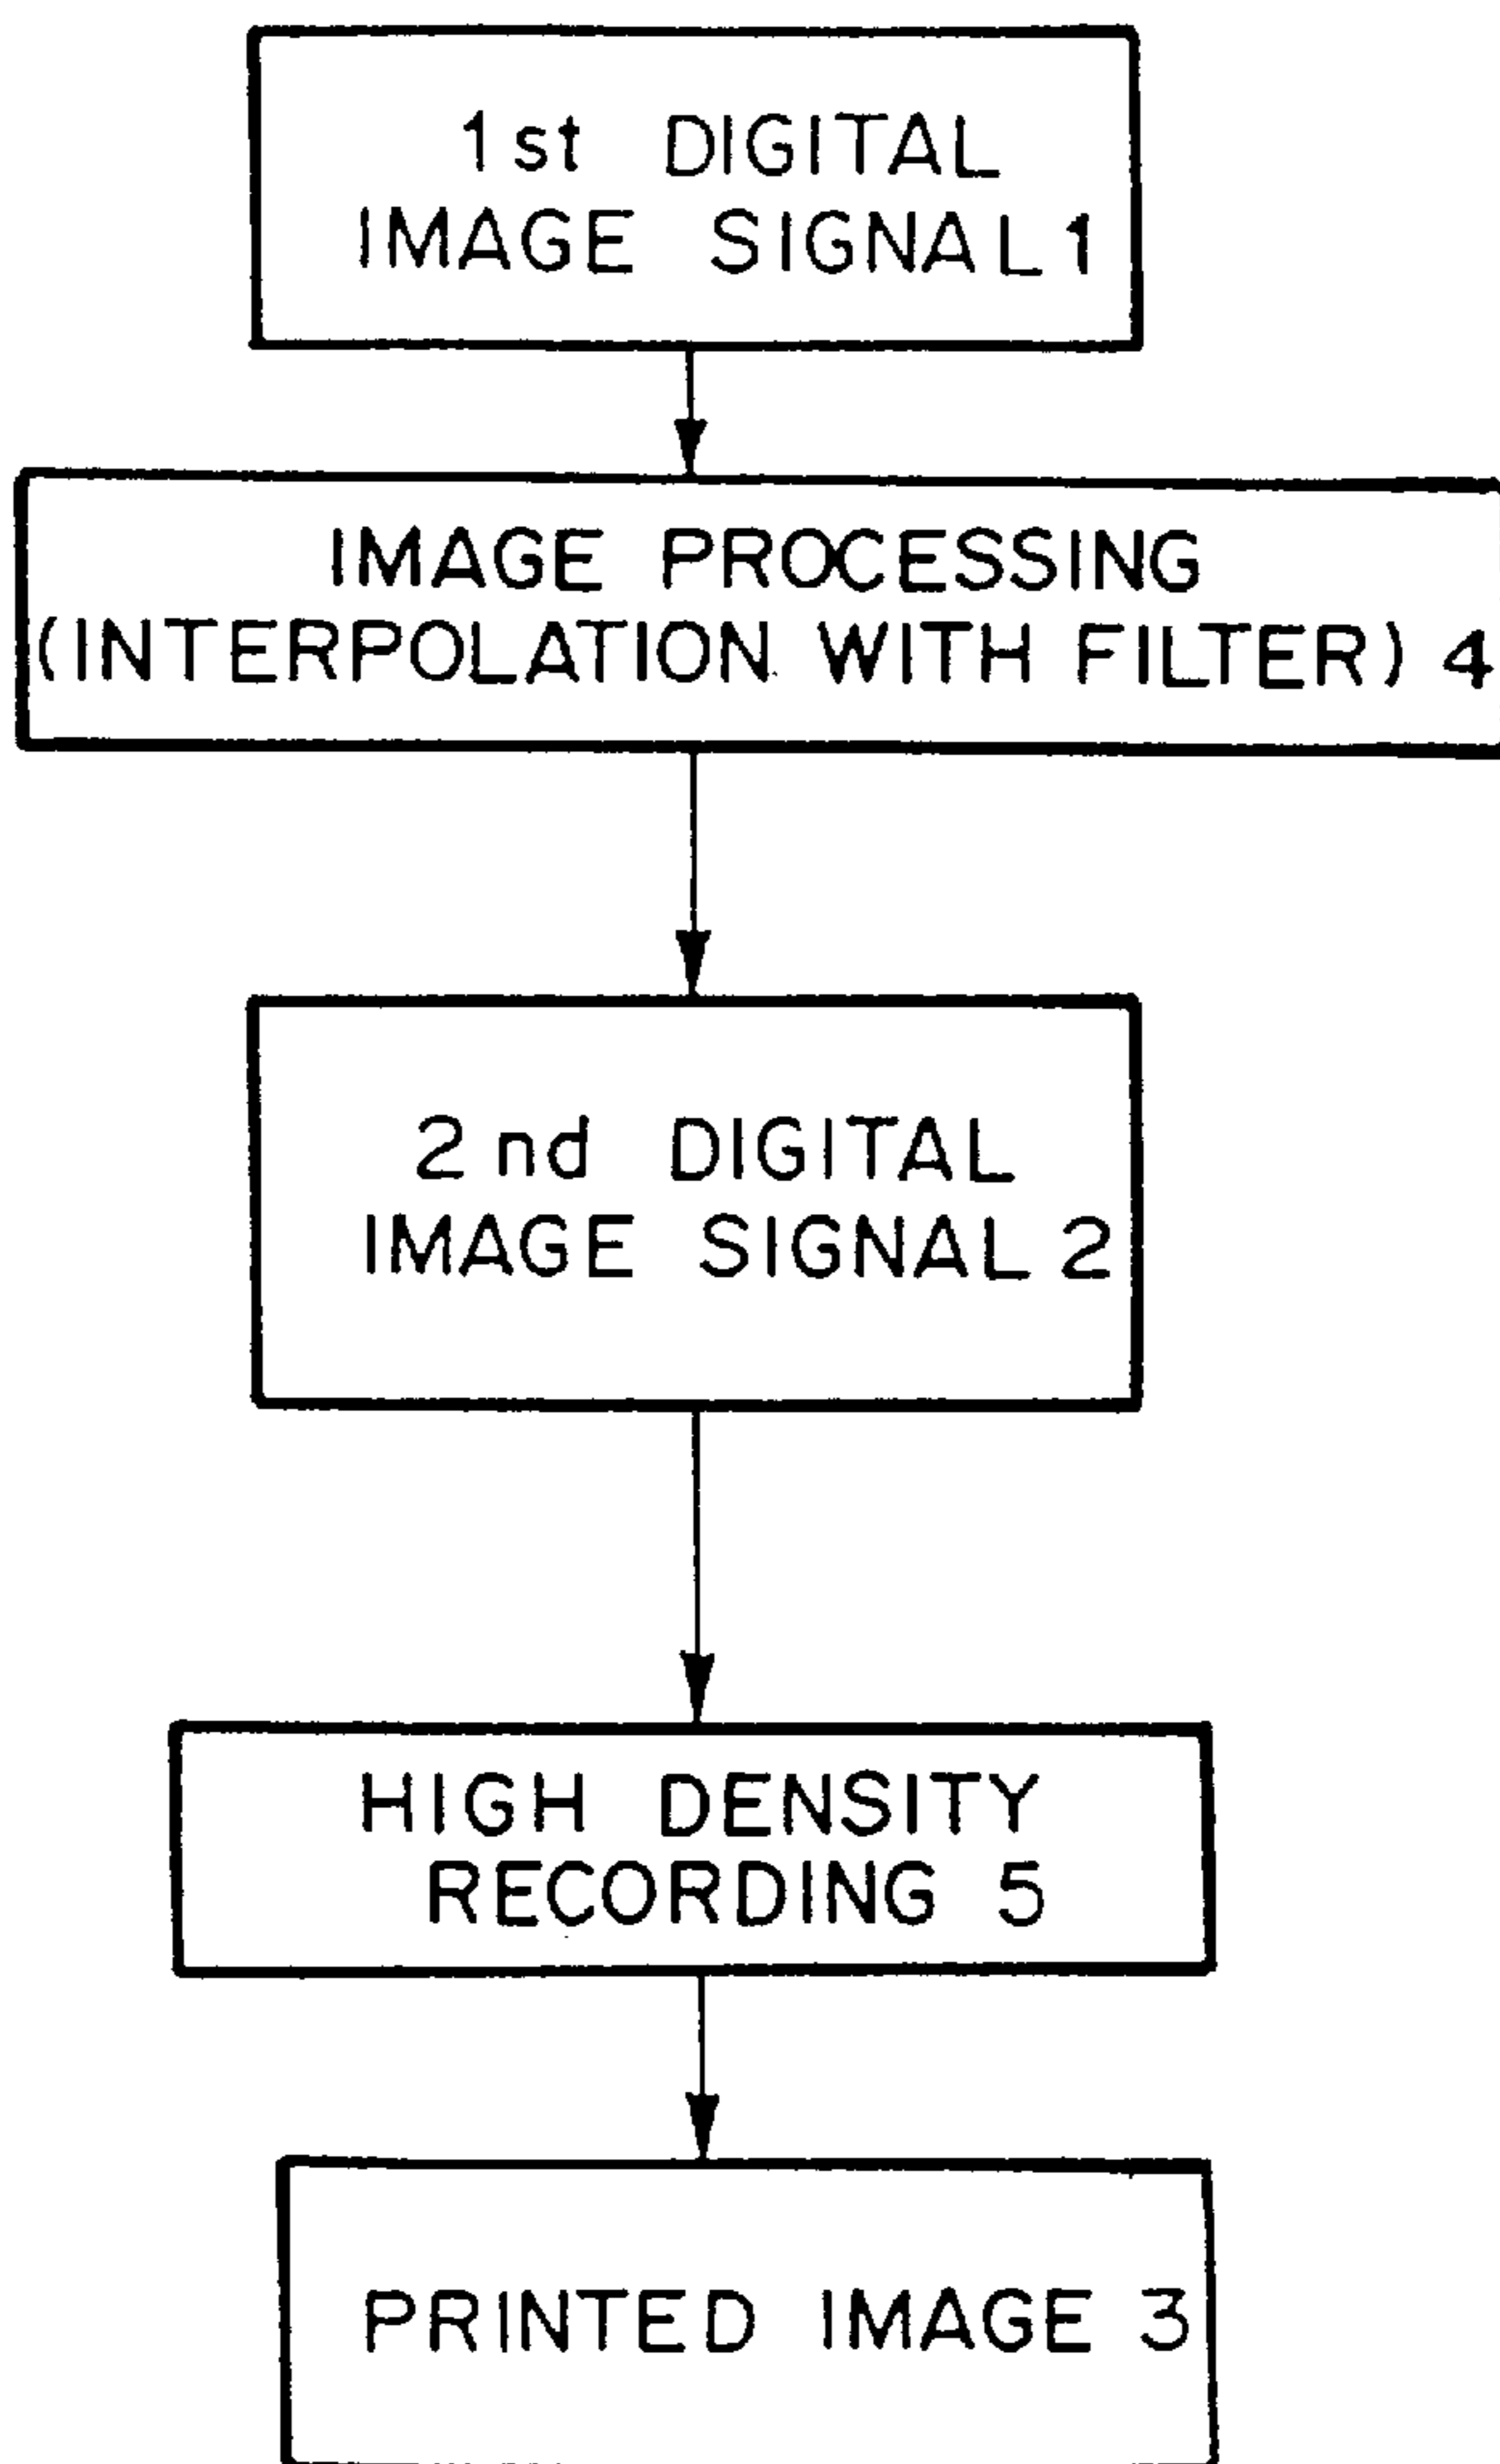 1st DIGITAL
IMAGE SIGNAL 1
IMAGE PROCESSING
(INTERPOLATION WITH FILTER) 4
2nd DIGITAL
IMAGE SIGNAL 2
HIGH DENSITY
RECORDING 5
PRINTED IMAGE 3